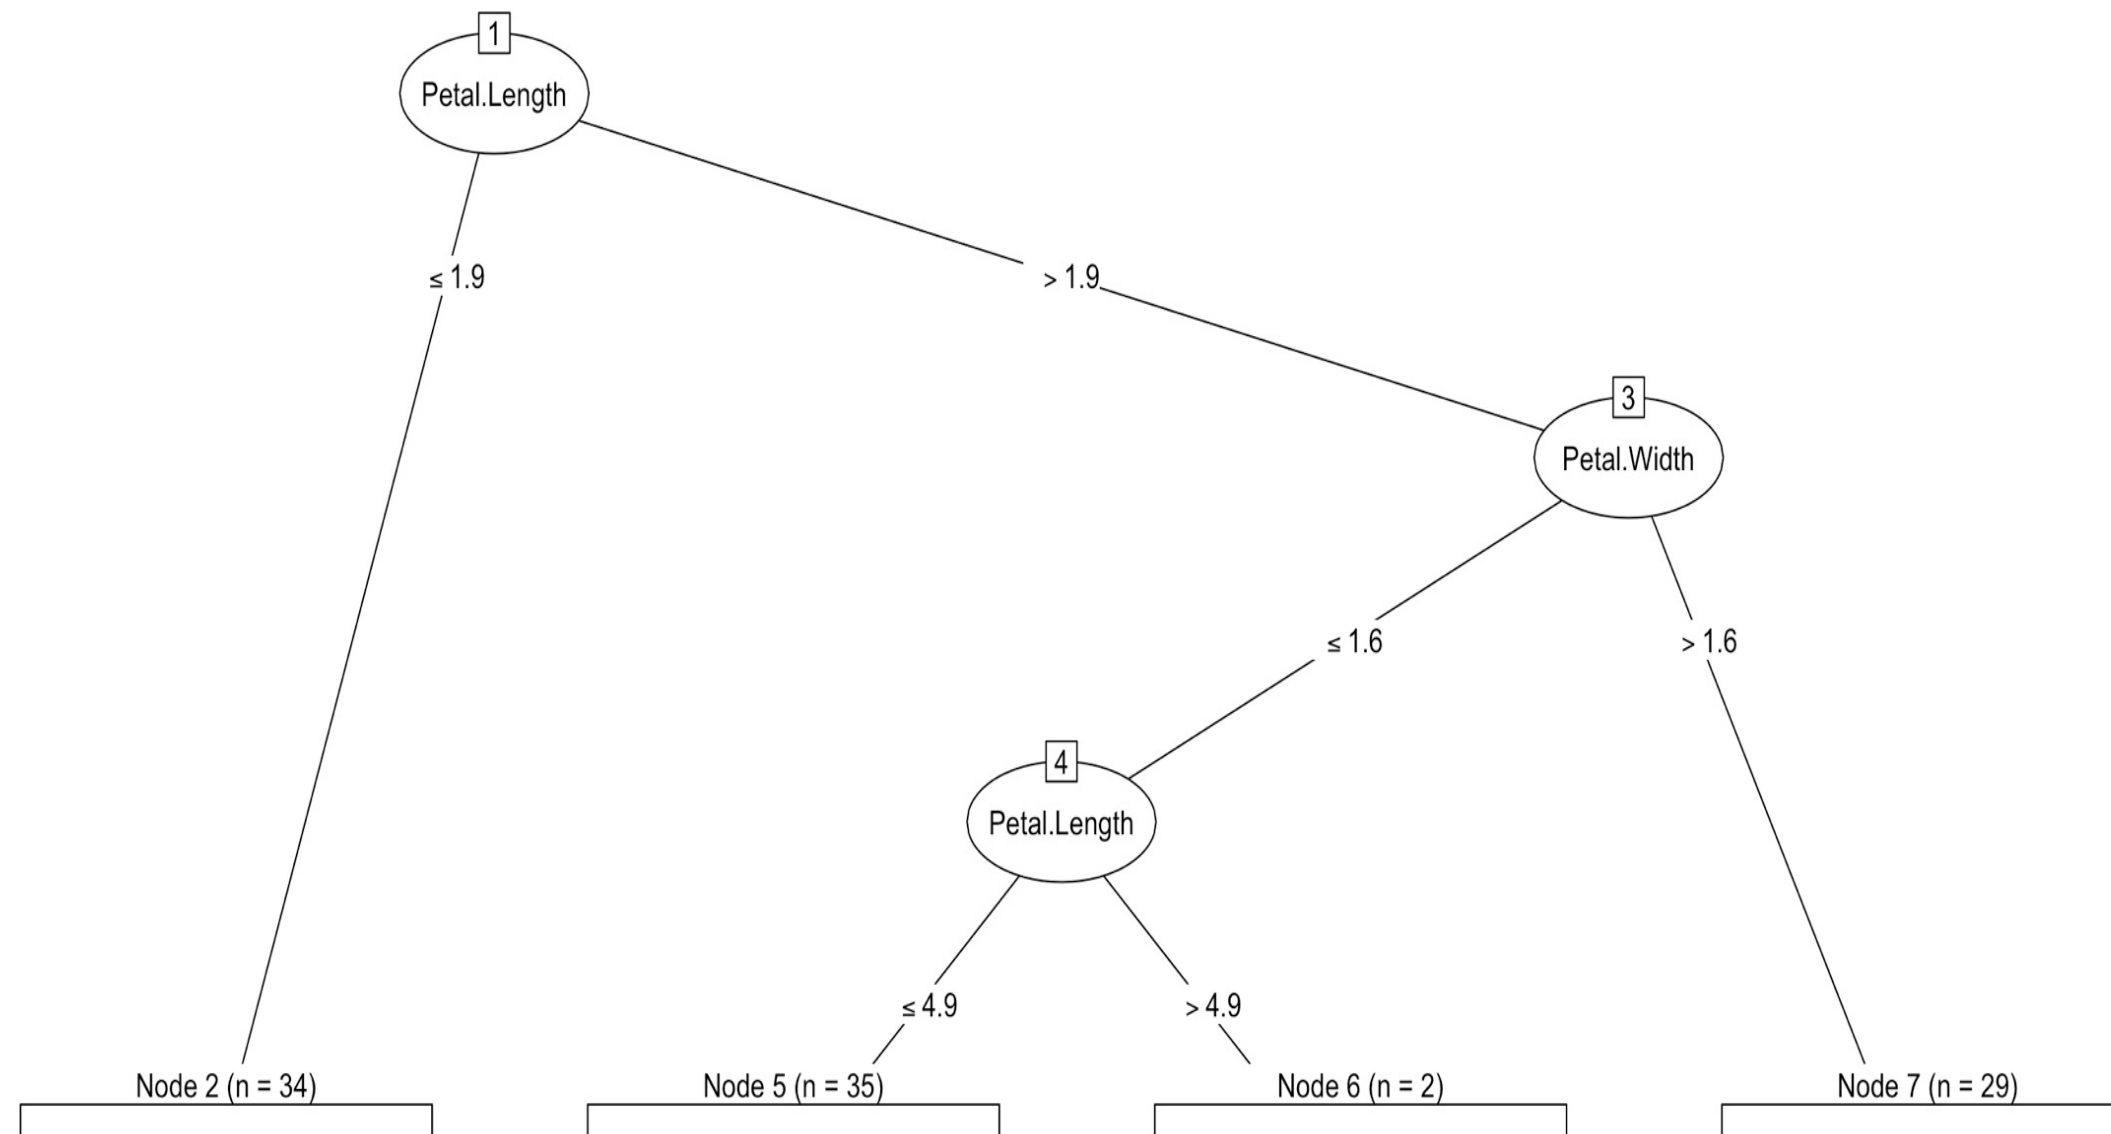 1
Petal.Length
≤ 1.9
> 1.9
3
Petal.Width
≤ 1.6
> 1.6
4
Petal.Length
≤ 4.9
> 4.9
Node 2 (n = 34)
Node 5 (n = 35)
Node 6 (n = 2)
Node 7 (n = 29)